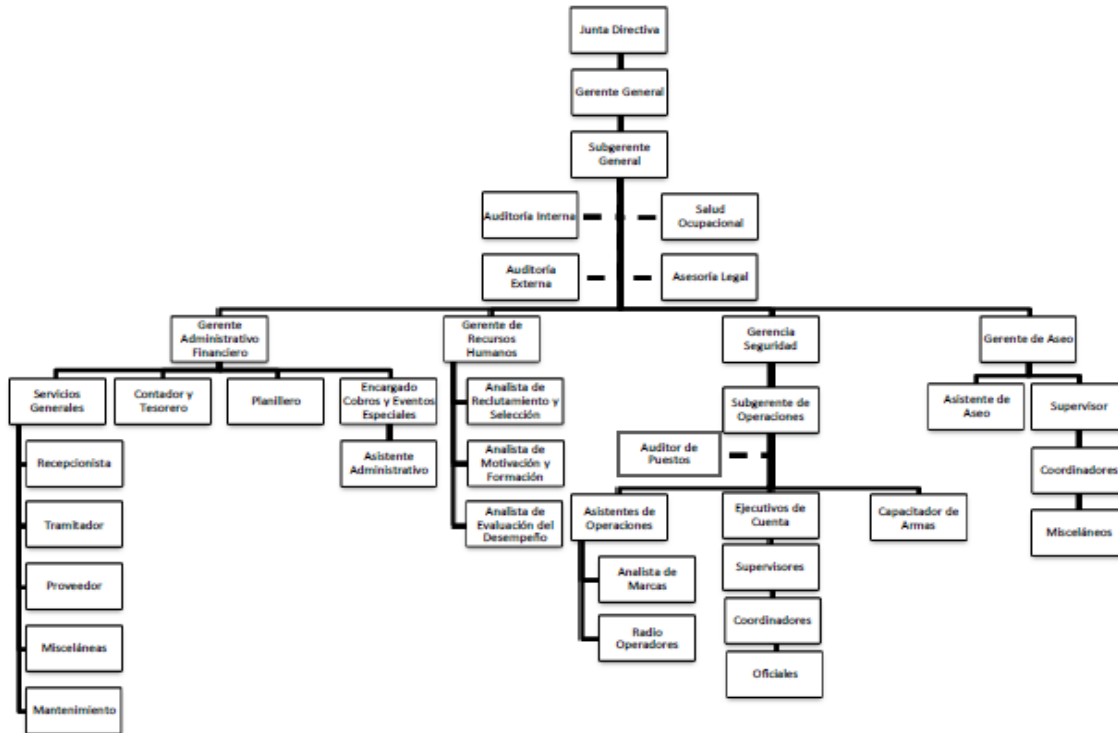 Junta Directiva
Gerente General
Subgerente
General
Auditoría Interna
Salud
Ocupacional
Auditoría
Externa
Asesoría Legal
Gerente
Administrativo
Financiero
Gerente de
Recursos
Humanos
Gerencia
Seguridad
Gerente de Aseo
Servicios
Generales
Contador y
Tesorero
Planillero
Encargado
Cobros y Eventos
Especiales
Analista de
Reclutamiento y
Selección
Subgerente de
Operaciones
Asistente de
Aseo
Supervisor
Recepcionista
Asistente
Administrativo
Analista de
Motivación y
Formación
Auditor de
Puestos
Coordinadores
Tramitador
Analista de
Evaluación del
Desempeño
Asistentes de
Operaciones
Ejecutivos de
Cuenta
Capacitador de
Armas
Misceláneos
Proveedor
Analista de
Marcas
Supervisores
Misceláneas
Radio
Operadores
Coordinadores
Mantenimiento
Oficiales